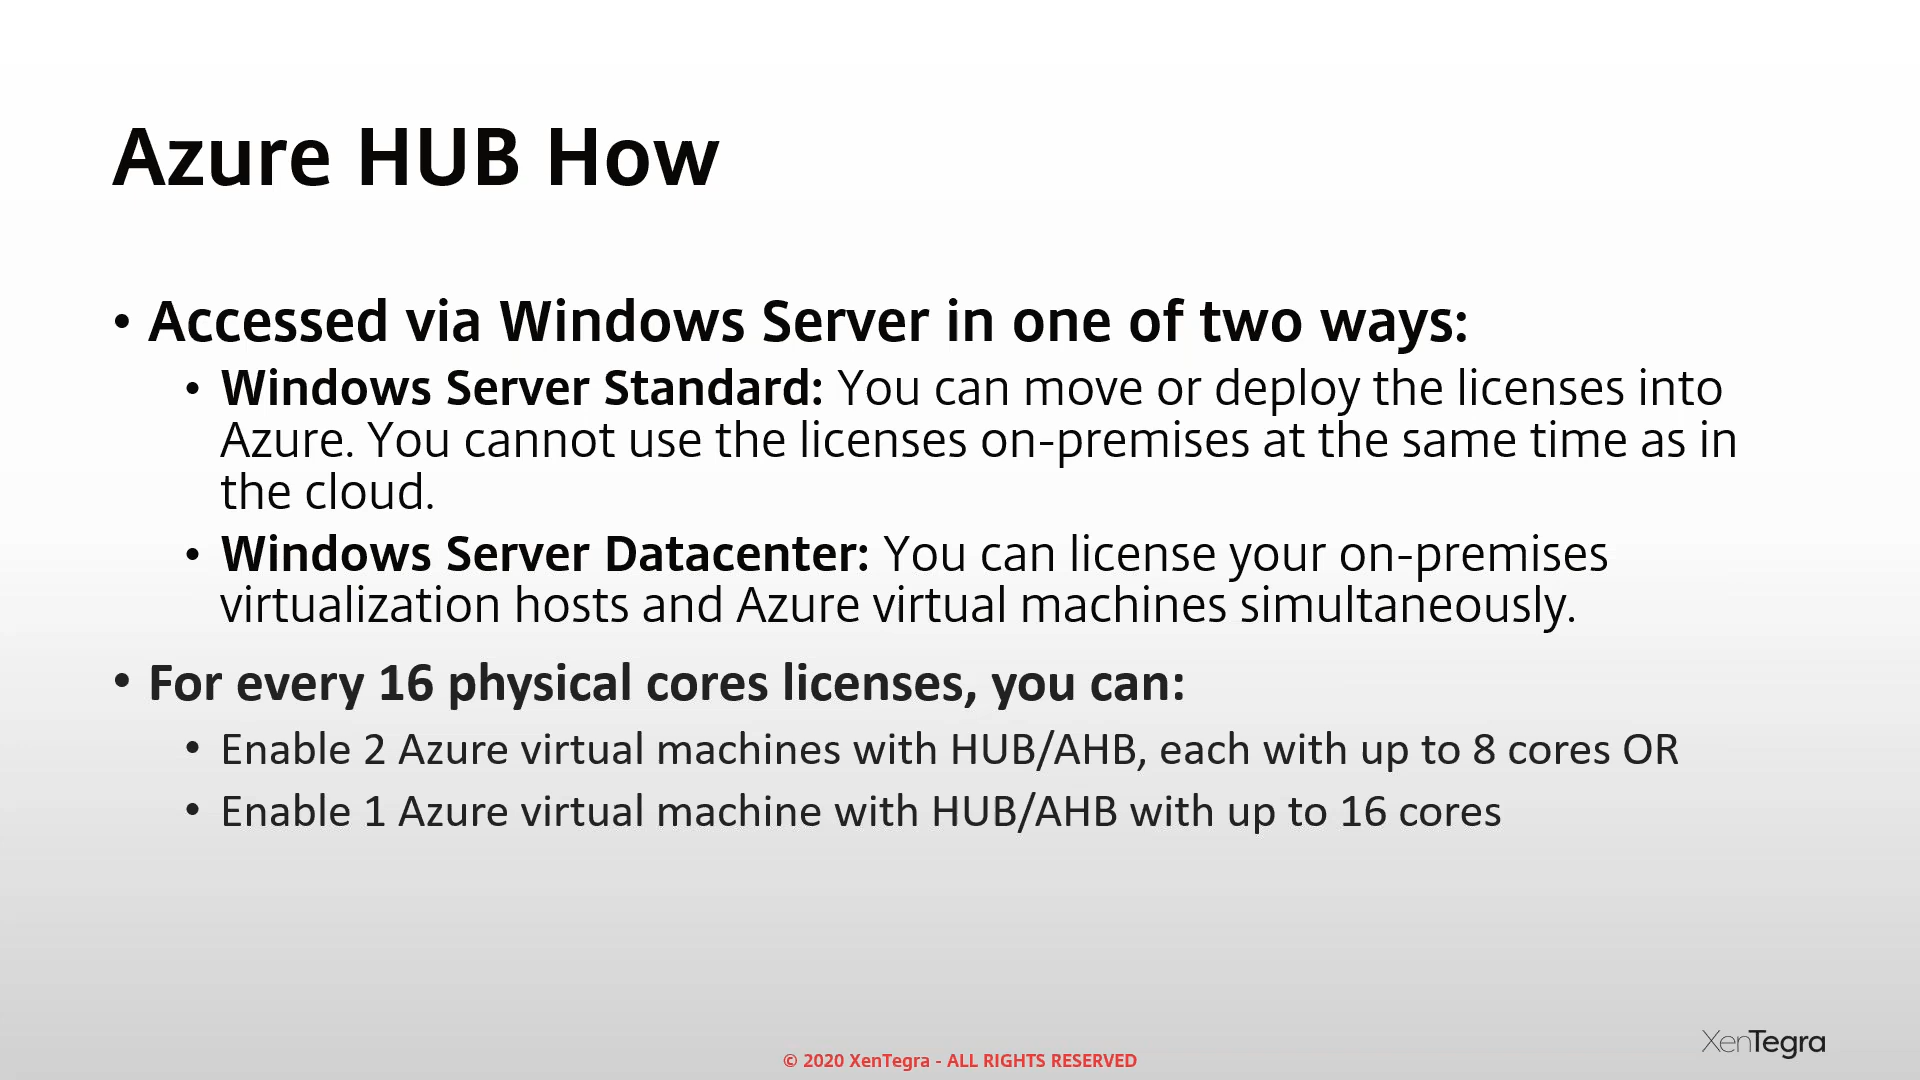 Azure HUB How
• Accessed via Windows Server in one of two ways:
• Windows Server Standard: You can move or deploy the licenses into
Azure. You cannot use the licenses on-premises at the same time as in
the cloud.
• Windows Server Datacenter: You can license your on-premises
virtualization hosts and Azure virtual machines simultaneously.
• For every 16 physical cores licenses, you can:
• Enable 2 Azure virtual machines with HUB/AHB, each with up to 8 cores OR
• Enable 1 Azure virtual machine with HUB/AHB with up to 16 cores
XenTegra
© 2020 XenTegra - ALL RIGHTS RESERVED